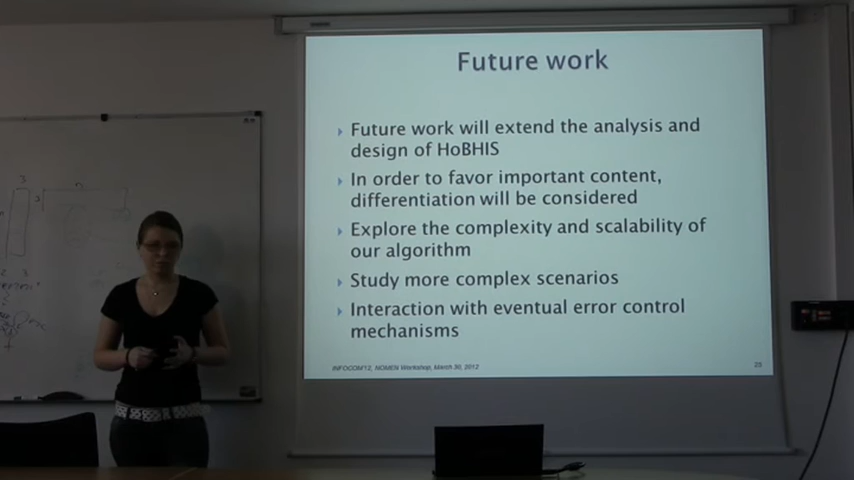 Future work
Future work will extend the analysis and
design of HoBHIS
In order to favor important content,
differentiation will be considered
Explore the complexity and scalability of
our algorithm
Study more complex scenarios
Interaction with eventual error control
mechanisms
INFOCOM'12, NOMEN Workshop, March 30, 2012